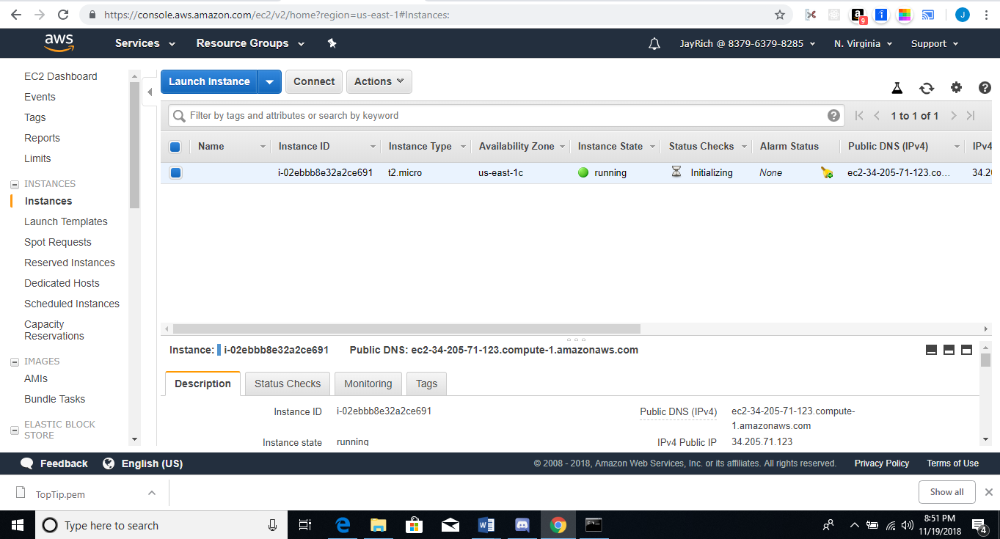 https://console.aws.amazon.com/ec2/v2/home?region=us-east-1#Instances:
a 9 i J
aws Services Resource Groups JayRich @ 8379-6379-8285 N. Virginia Support
EC2 Dashboard
Events
Tags
Reports
Limits
INSTANCES
Instances
Launch Templates
Spot Requests
Reserved Instances
Dedicated Hosts
Scheduled Instances
Capacity
Reservations
IMAGES
AMIs
Bundle Tasks
ELASTIC BLOCK
STORE
Launch Instance Connect Actions
Filter by tags and attributes or search by keyword ? 1 to 1 of 1
Name Instance ID Instance Type Availability Zone Instance State Status Checks Alarm Status Public DNS (IPv4) IPv4
i-02ebbb8e32a2ce691 t2.micro us-east-1c running Initializing None ec2-34-205-71-123.co... 34.20
Instance: i-02ebbb8e32a2ce691 Public DNS: ec2-34-205-71-123.compute-1.amazonaws.com
Description Status Checks Monitoring Tags
Instance ID i-02ebbb8e32a2ce691 Public DNS (IPv4) ec2-34-205-71-123.compute-
1.amazonaws.com
Instance state running IPv4 Public IP 34.205.71.123
Feedback English (US) © 2008 - 2018, Amazon Web Services, Inc. or its affiliates. All rights reserved. Privacy Policy Terms of Use
TopTip.pem Show all
Type here to search 8:51 PM
11/19/2018 4